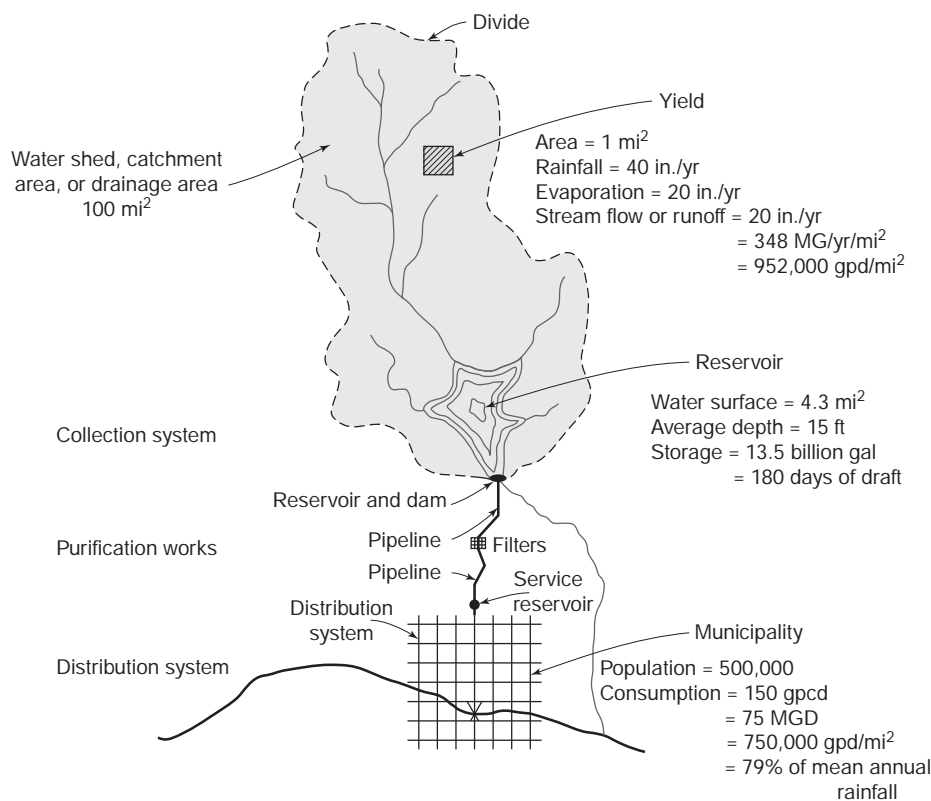 Divide
Yield
Area = 1 mi²
Rainfall = 40 in./yr
Evaporation = 20 in./yr
Stream flow or runoff = 20 in./yr
= 348 MG/yr/mi²
= 952,000 gpd/mi²
Water shed, catchment
area, or drainage area
100 mi²
Reservoir
Water surface = 4.3 mi²
Average depth = 15 ft
Storage = 13.5 billion gal
= 180 days of draft
Collection system
Reservoir and dam
Pipeline
Filters
Purification works
Pipeline
Service
reservoir
Distribution
system
Municipality
Distribution system
Population = 500,000
Consumption = 150 gpcd
= 75 MGD
= 750,000 gpd/mi²
= 79% of mean annual
rainfall